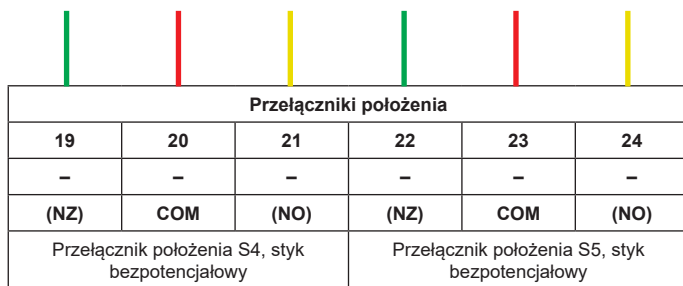 Przełączniki położenia
19 20 21 22 23 24
– – – – – –
(NZ) COM (NO) (NZ) COM (NO)
Przełącznik położenia S4, styk
bezpotencjałowy
Przełącznik położenia S5, styk
bezpotencjałowy